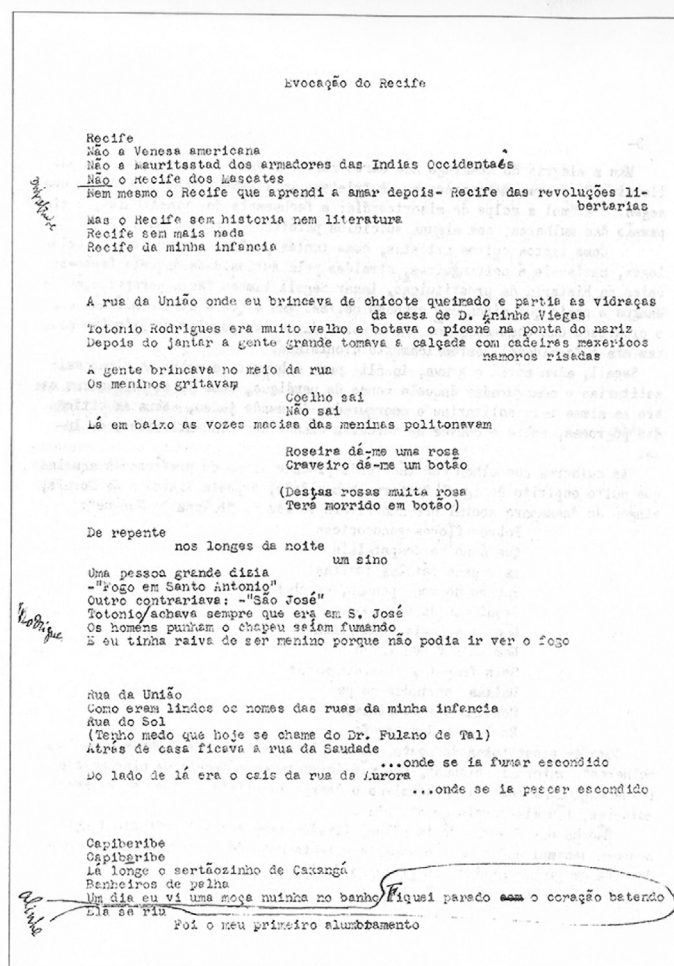 Evocação do Recife
Recife
Não a Venesa americana
Não a Mauritsstad dos armadores das Indias Occidentaes
Não o Recife dos Mascates
Nem mesmo o Recife que aprendi a amar depois- Recife das revoluções li-
bertarias
Mas o Recife sem historia nem literatura
Recife sem mais nada
Recife da minha infancia
A rua da União onde eu brincava de chicote queimado e partia as vidraças
da casa de D. Aninha Viegas
Totonio Rodrigues era muito velho e botava o picenê na ponta do nariz
Depois do jantar a gente grande tomava a calçada com cadeiras mexericos
namoros risadas
A gente brincava no meio da rua
Os meninos gritavam
Coelho sai
Não sai
Lá em baixo as vozes macias das meninas politonavam
Roseira dá-me uma rosa
Craveiro dá-me um botão
(Destas rosas muita rosa
Terá morrido em botão)
De repente
nos longes da noite
um sino
Uma pessoa grande dizia
-"Fogo em Santo Antonio"
Outro contrariava: -"São José"
Rodrigues
Totonio/achava sempre que era em S. José
Os homens punham o chapeu seiam fumando
E eu tinha raiva de ser menino porque não podia ir ver o fogo
Rua da União
Como eram lindos os nomes das ruas da minha infancia
Rua do Sol
(Tenho medo que hoje se chame do Dr. Fulano de Tal)
Atrás de casa ficava a rua da Saudade
...onde se ia fumar escondido
Do lado de lá era o cais da rua da Aurora
...onde se ia pescar escondido
Capiberibe
Capibaribe
Lá longe o sertãozinho de Caxangá
Banheiros de palha
Um dia eu vi uma moça nuinha no banho Fiquei parado com o coração batendo
alinha
Ela se riu
Foi o meu primeiro alumbramento